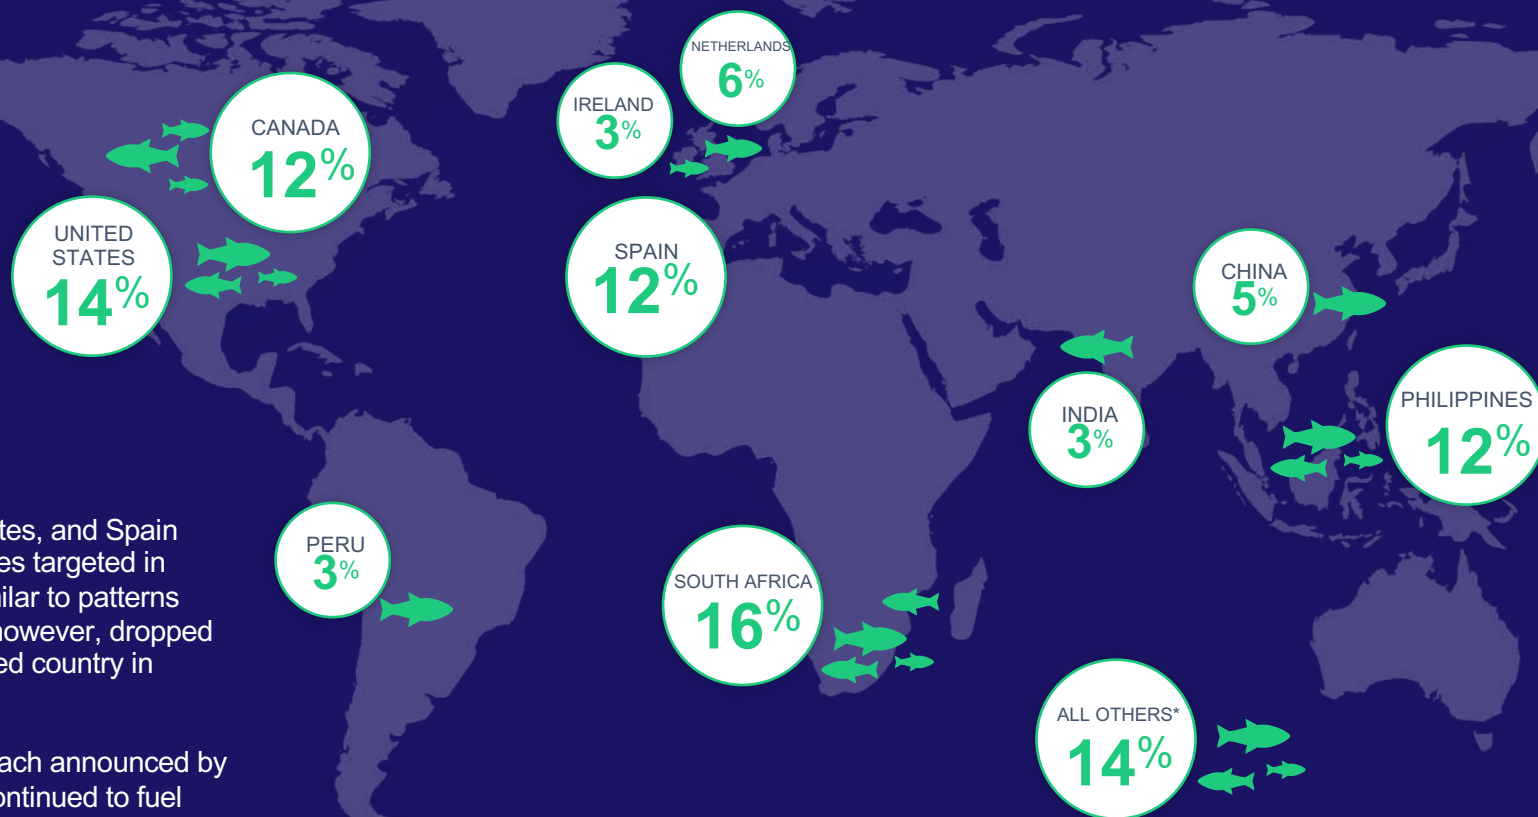 NETHERLANDS
6%
IRELAND
3%
CANADA
12%
UNITED
STATES
14%
SPAIN
12%
CHINA
5%
INDIA
3%
PHILIPPINES
12%
PERU
3%
SOUTH AFRICA
16%
ALL OTHERS*
14%
tes, and Spain
es targeted in
ilar to patterns
however, dropped
ed country in
ach announced by
ontinued to fuel